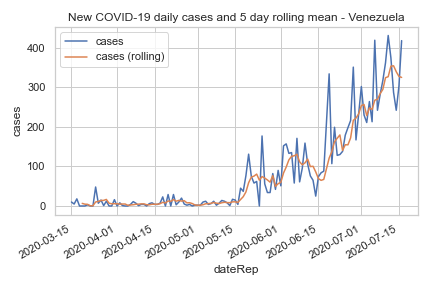 New COVID-19 daily cases and 5 day rolling mean - Venezuela
cases
cases (rolling)
400
300
200
100
0
cases
2020-03-15
2020-04-01
2020-04-15
2020-05-01
2020-05-15
2020-06-01
2020-06-15
2020-07-01
2020-07-15
dateRep